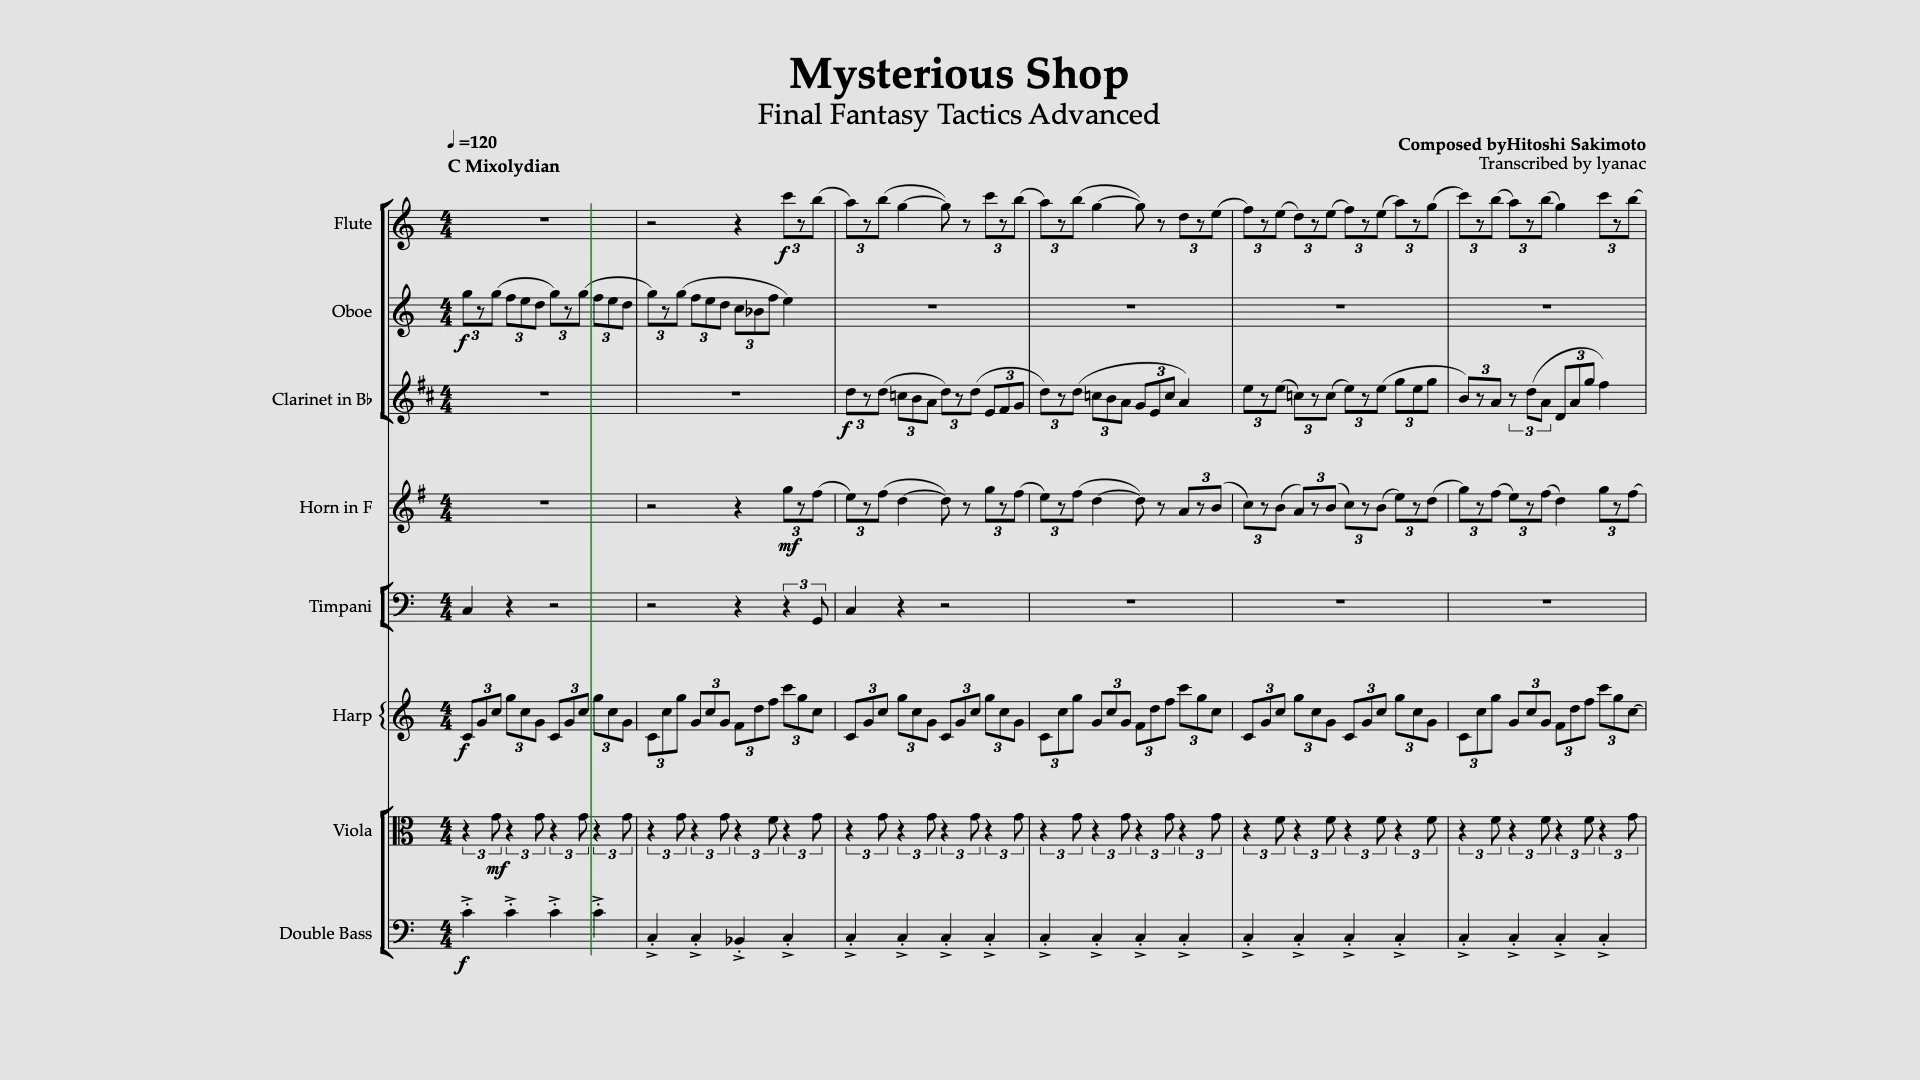 Mysterious Shop
Final Fantasy Tactics Advanced
♩=120
C Mixolydian
Composed byHitoshi Sakimoto
Transcribed by lyanac
Flute
Oboe
Clarinet in B♭
Horn in F
Timpani
Harp
Viola
Double Bass